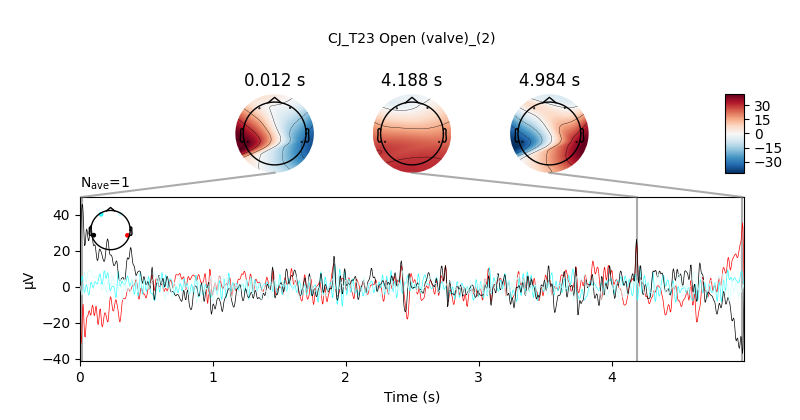 CJ_T23 Open (valve)_(2)
0.012 s
4.188 s
4.984 s
30
15
0
−15
−30
Nave=1
40
20
0
−20
−40
µV
0
1
2
3
4
Time (s)